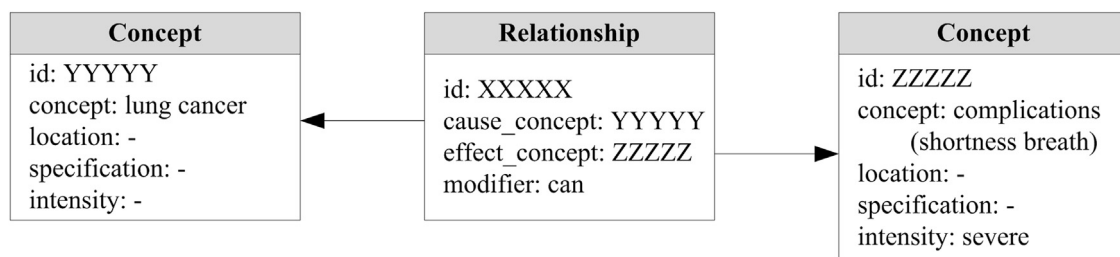 Concept
id: YYYYY
concept: lung cancer
location: -
specification: -
intensity: -
Relationship
id: XXXXX
cause_concept: YYYYY
effect_concept: ZZZZZ
modifier: can
Concept
id: ZZZZZ
concept: complications
(shortness breath)
location: -
specification: -
intensity: severe